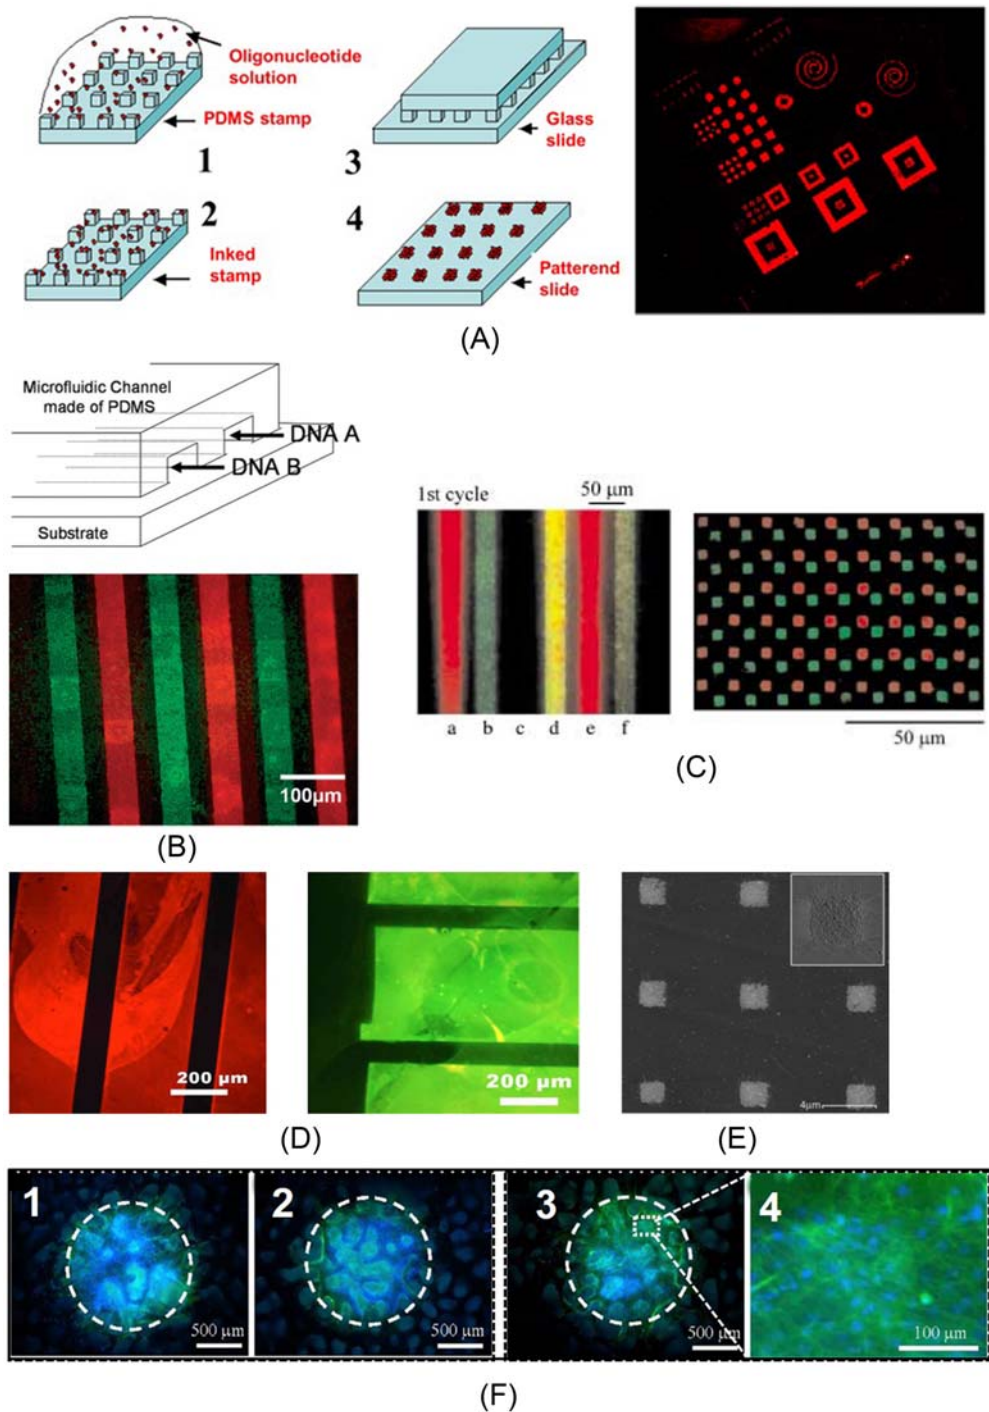 Oligonucleotide
solution
PDMS stamp
1
Inked
stamp
2
Glass
slide
3
Patterend
slide
4
(A)
Microfluidic Channel
made of PDMS
DNA A
DNA B
Substrate
100μm
(B)
1st cycle
50 μm
a b c d e f
50 μm
(C)
200 μm
200 μm
(D)
4μm
(E)
1
500 μm
2
500 μm
3
500 μm
4
100 μm
(F)